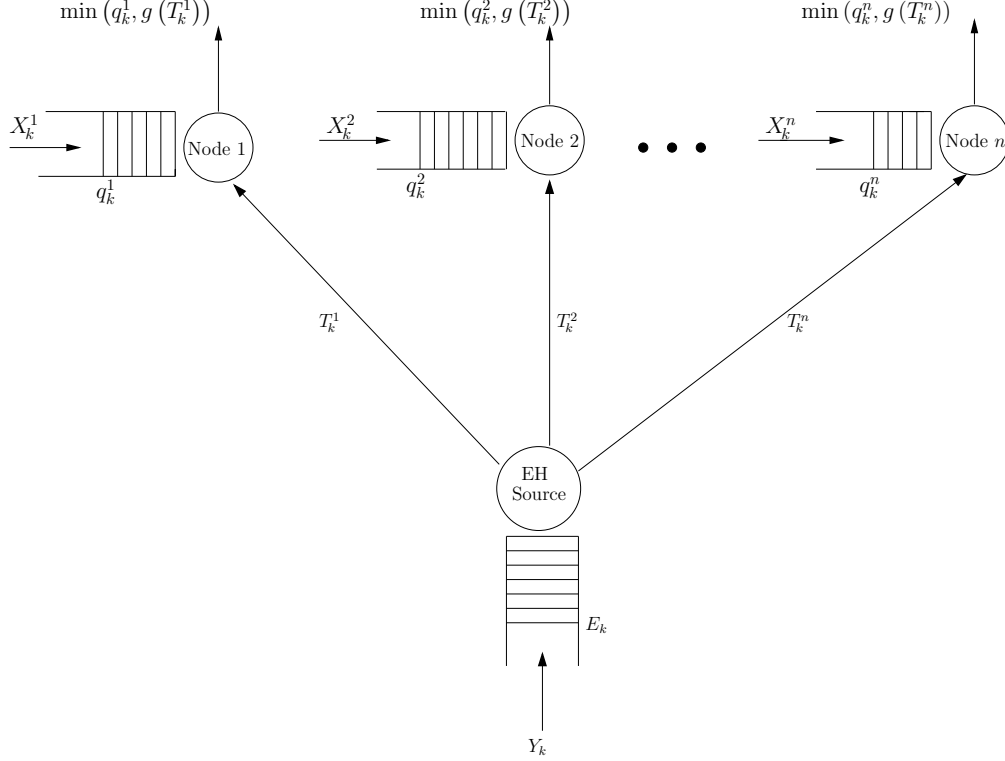 min (q_k^1, g (T_k^1))
min (q_k^2, g (T_k^2))
min (q_k^n, g (T_k^n))
X_k^1
Node 1
X_k^2
Node 2
X_k^n
Node n
q_k^1
q_k^2
q_k^n
T_k^1
T_k^2
T_k^n
EH
Source
E_k
Y_k